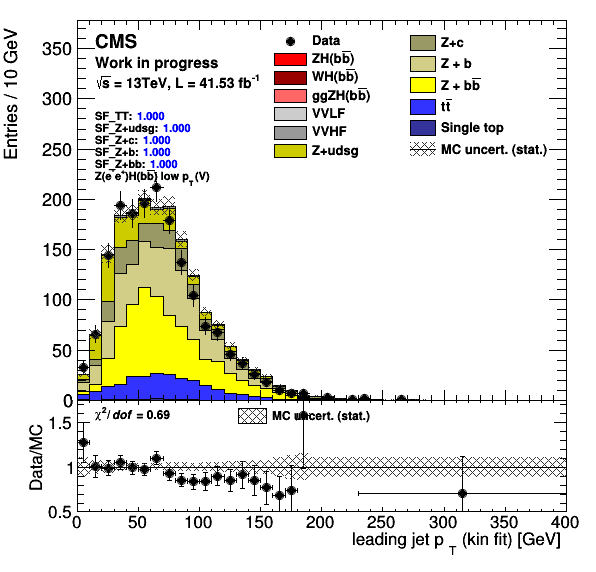 CMS
Work in progress
√s = 13TeV, L = 41.53 fb⁻¹
SF_TT: 1.000
SF_Z+udsg: 1.000
SF_Z+c: 1.000
SF_Z+b: 1.000
SF_Z+bb: 1.000
Z(e⁻e⁺)H(bb̅) low p_T(V)
Data
ZH(bb̅)
WH(bb̅)
ggZH(bb̅)
VVLF
VVHF
Z+udsg
Z+c
Z + b
Z + bb̅
tt̅
Single top
MC uncert. (stat.)
Entries / 10 GeV
350
300
250
200
150
100
50
0
χ²/dof = 0.69
MC uncert. (stat.)
Data/MC
1.5
1
0.5
0 50 100 150 200 250 300 350 400
leading jet p_T (kin fit) [GeV]